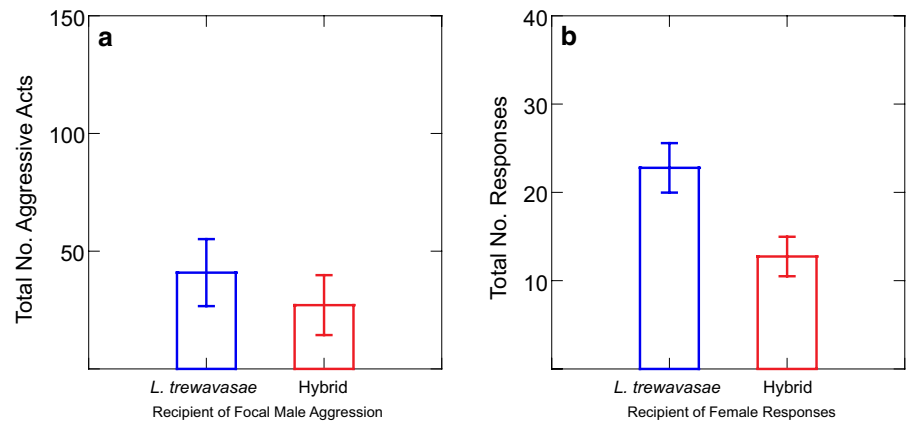 a
150
100
50
Total No. Aggressive Acts
L. trewavasae Hybrid
Recipient of Focal Male Aggression
b
40
30
20
10
Total No. Responses
L. trewavasae Hybrid
Recipient of Female Responses